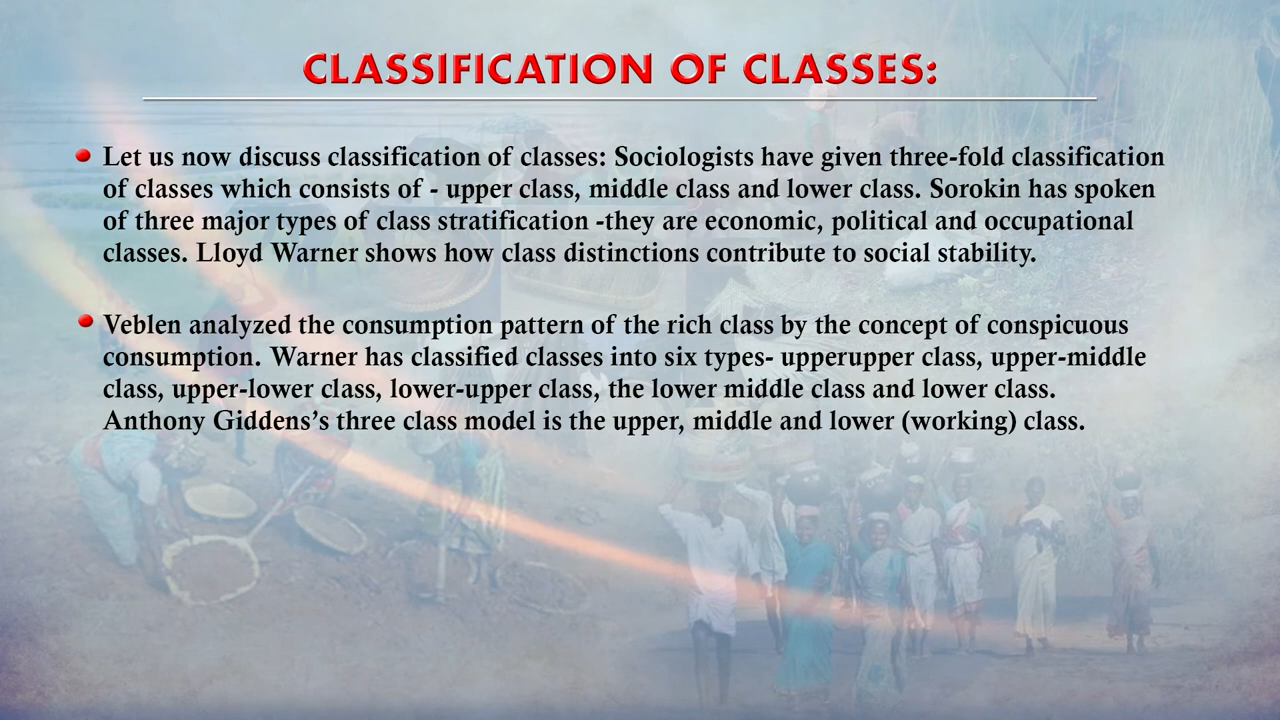 CLASSIFICATION OF CLASSES:
Let us now discuss classification of classes: Sociologists have given three-fold classification
of classes which consists of - upper class, middle class and lower class. Sorokin has spoken
of three major types of class stratification -they are economic, political and occupational
classes. Lloyd Warner shows how class distinctions contribute to social stability.
Veblen analyzed the consumption pattern of the rich class by the concept of conspicuous
consumption. Warner has classified classes into six types- upperupper class, upper-middle
class, upper-lower class, lower-upper class, the lower middle class and lower class.
Anthony Giddens’s three class model is the upper, middle and lower (working) class.